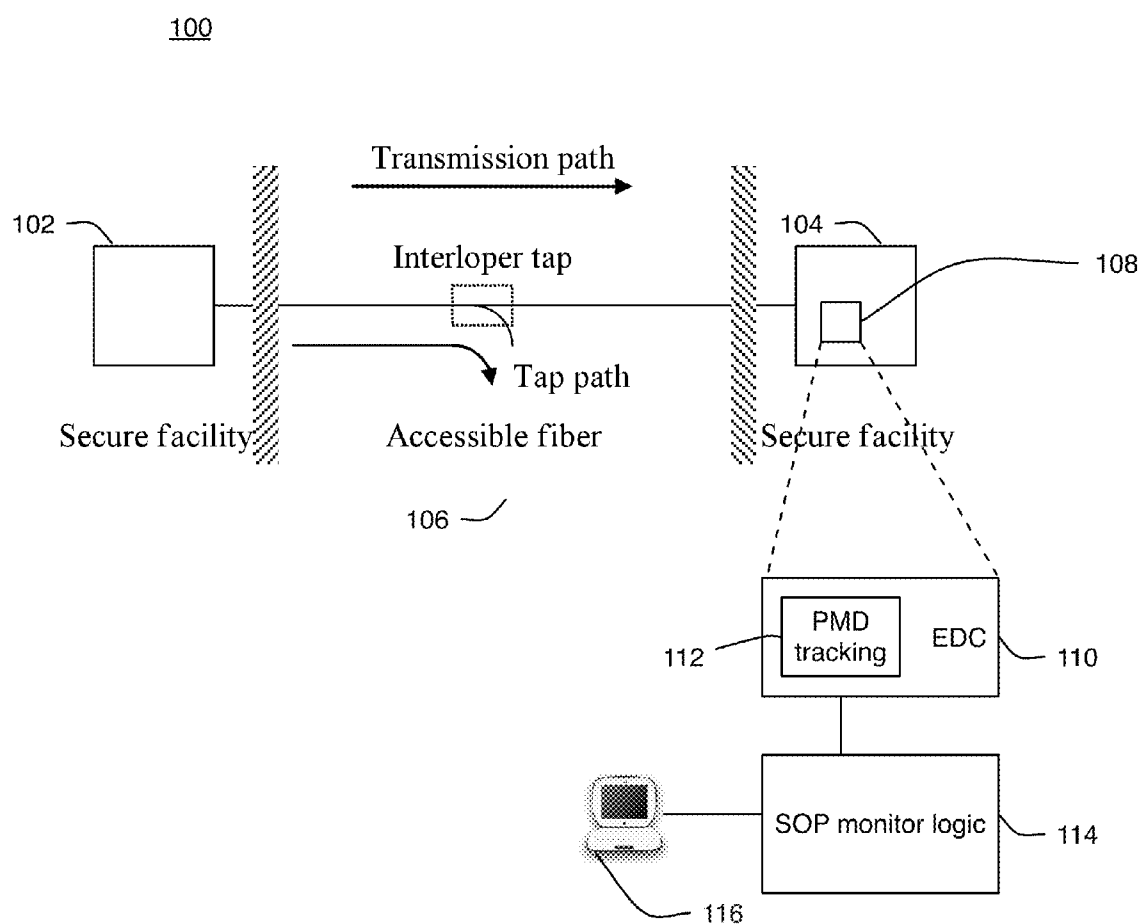 100
Transmission path
102
104
Interloper tap
108
Tap path
Secure facility
Accessible fiber
Secure facility
106
PMD
tracking
EDC
112
110
SOP monitor logic
114
116